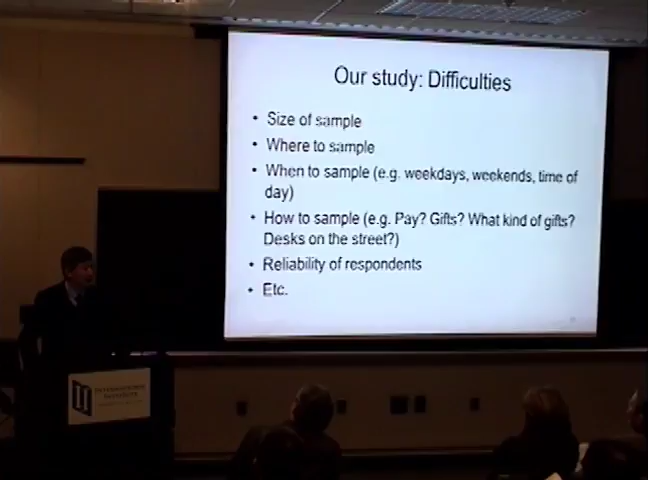 Our study: Difficulties
• Size of sample
• Where to sample
• When to sample (e.g. weekdays, weekends, time of
day)
• How to sample (e.g. Pay? Gifts? What kind of gifts?
Desks on the street?)
• Reliability of respondents
• Etc.